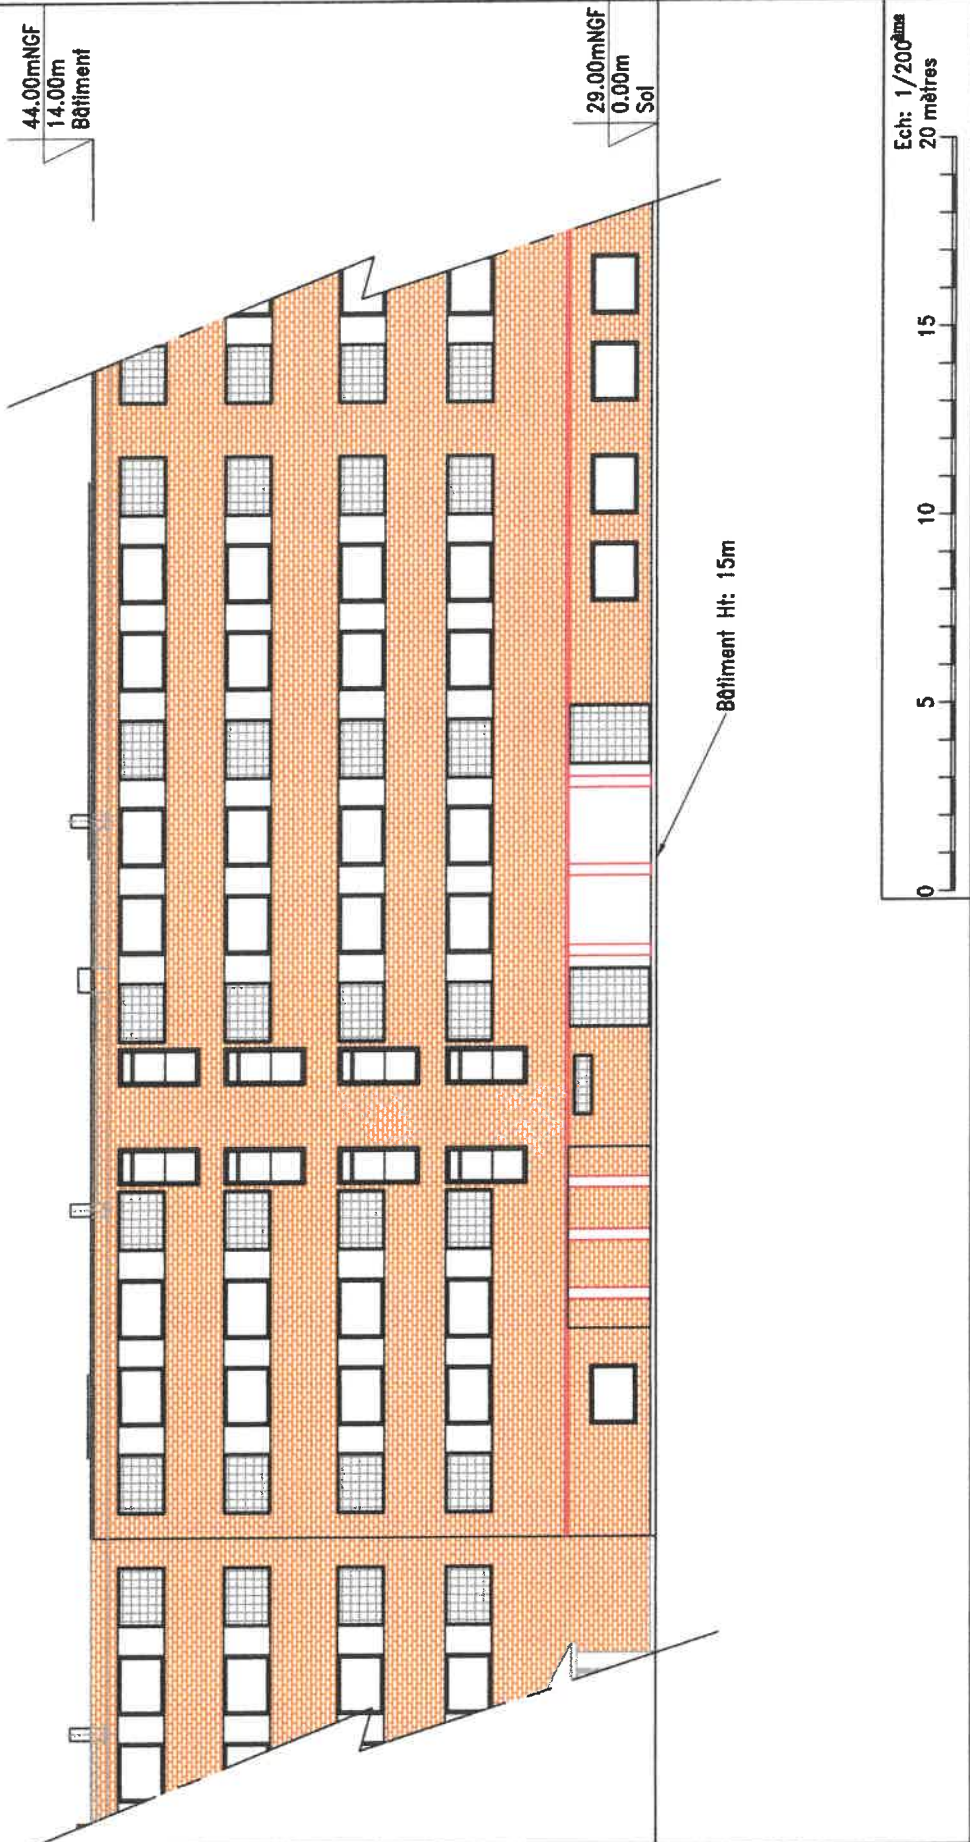 44.00mNGF
14.00m
Bâtiment
29.00mNGF
0.00m
Sol
Bâtiment Ht: 15m
Ech: 1/200ème
20 mètres
0
5
10
15